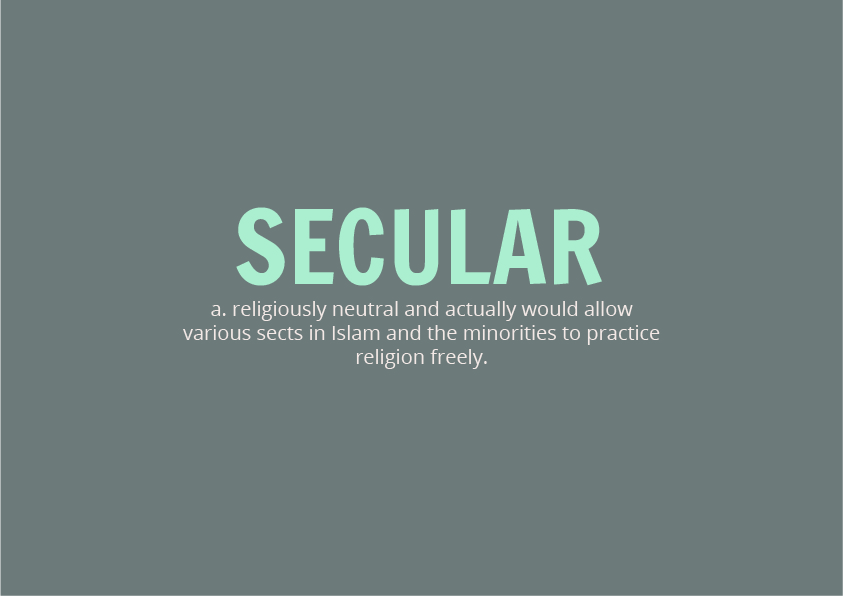 SECULAR
a. religiously neutral and actually would allow
various sects in Islam and the minorities to practice
religion freely.